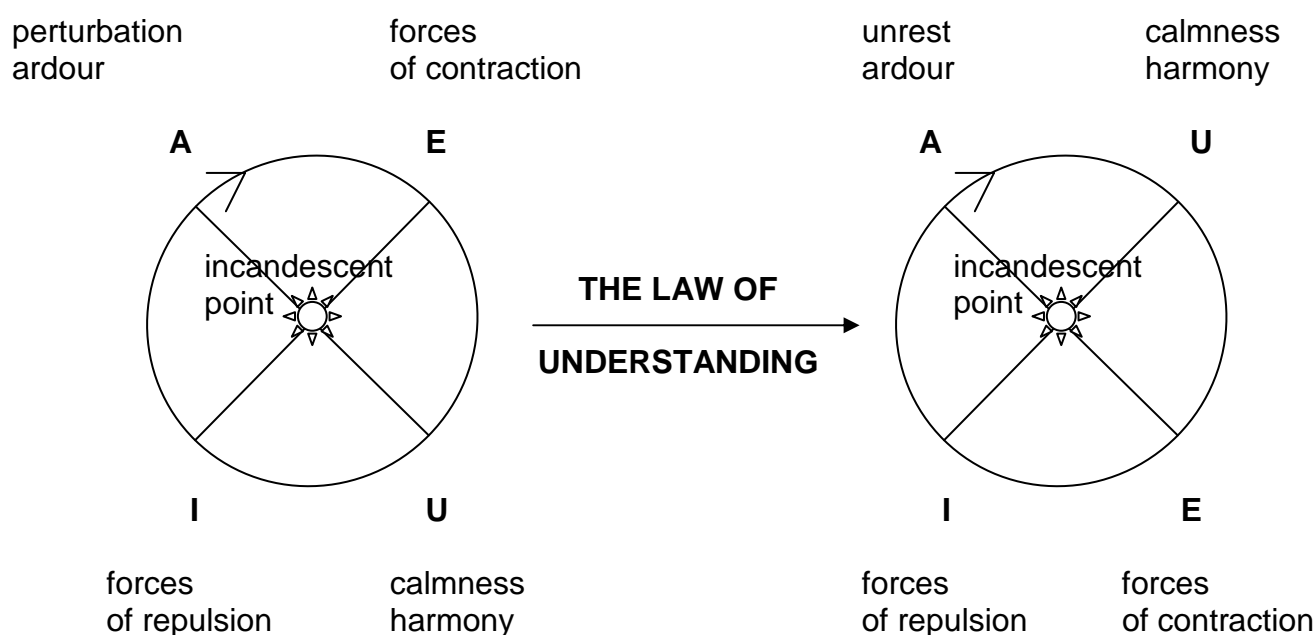 perturbation
ardour
forces
of contraction
unrest
ardour
calmness
harmony
A
E
A
U
incandescent
point
THE LAW OF
UNDERSTANDING
incandescent
point
I
U
I
E
forces
of repulsion
calmness
harmony
forces
of repulsion
forces
of contraction